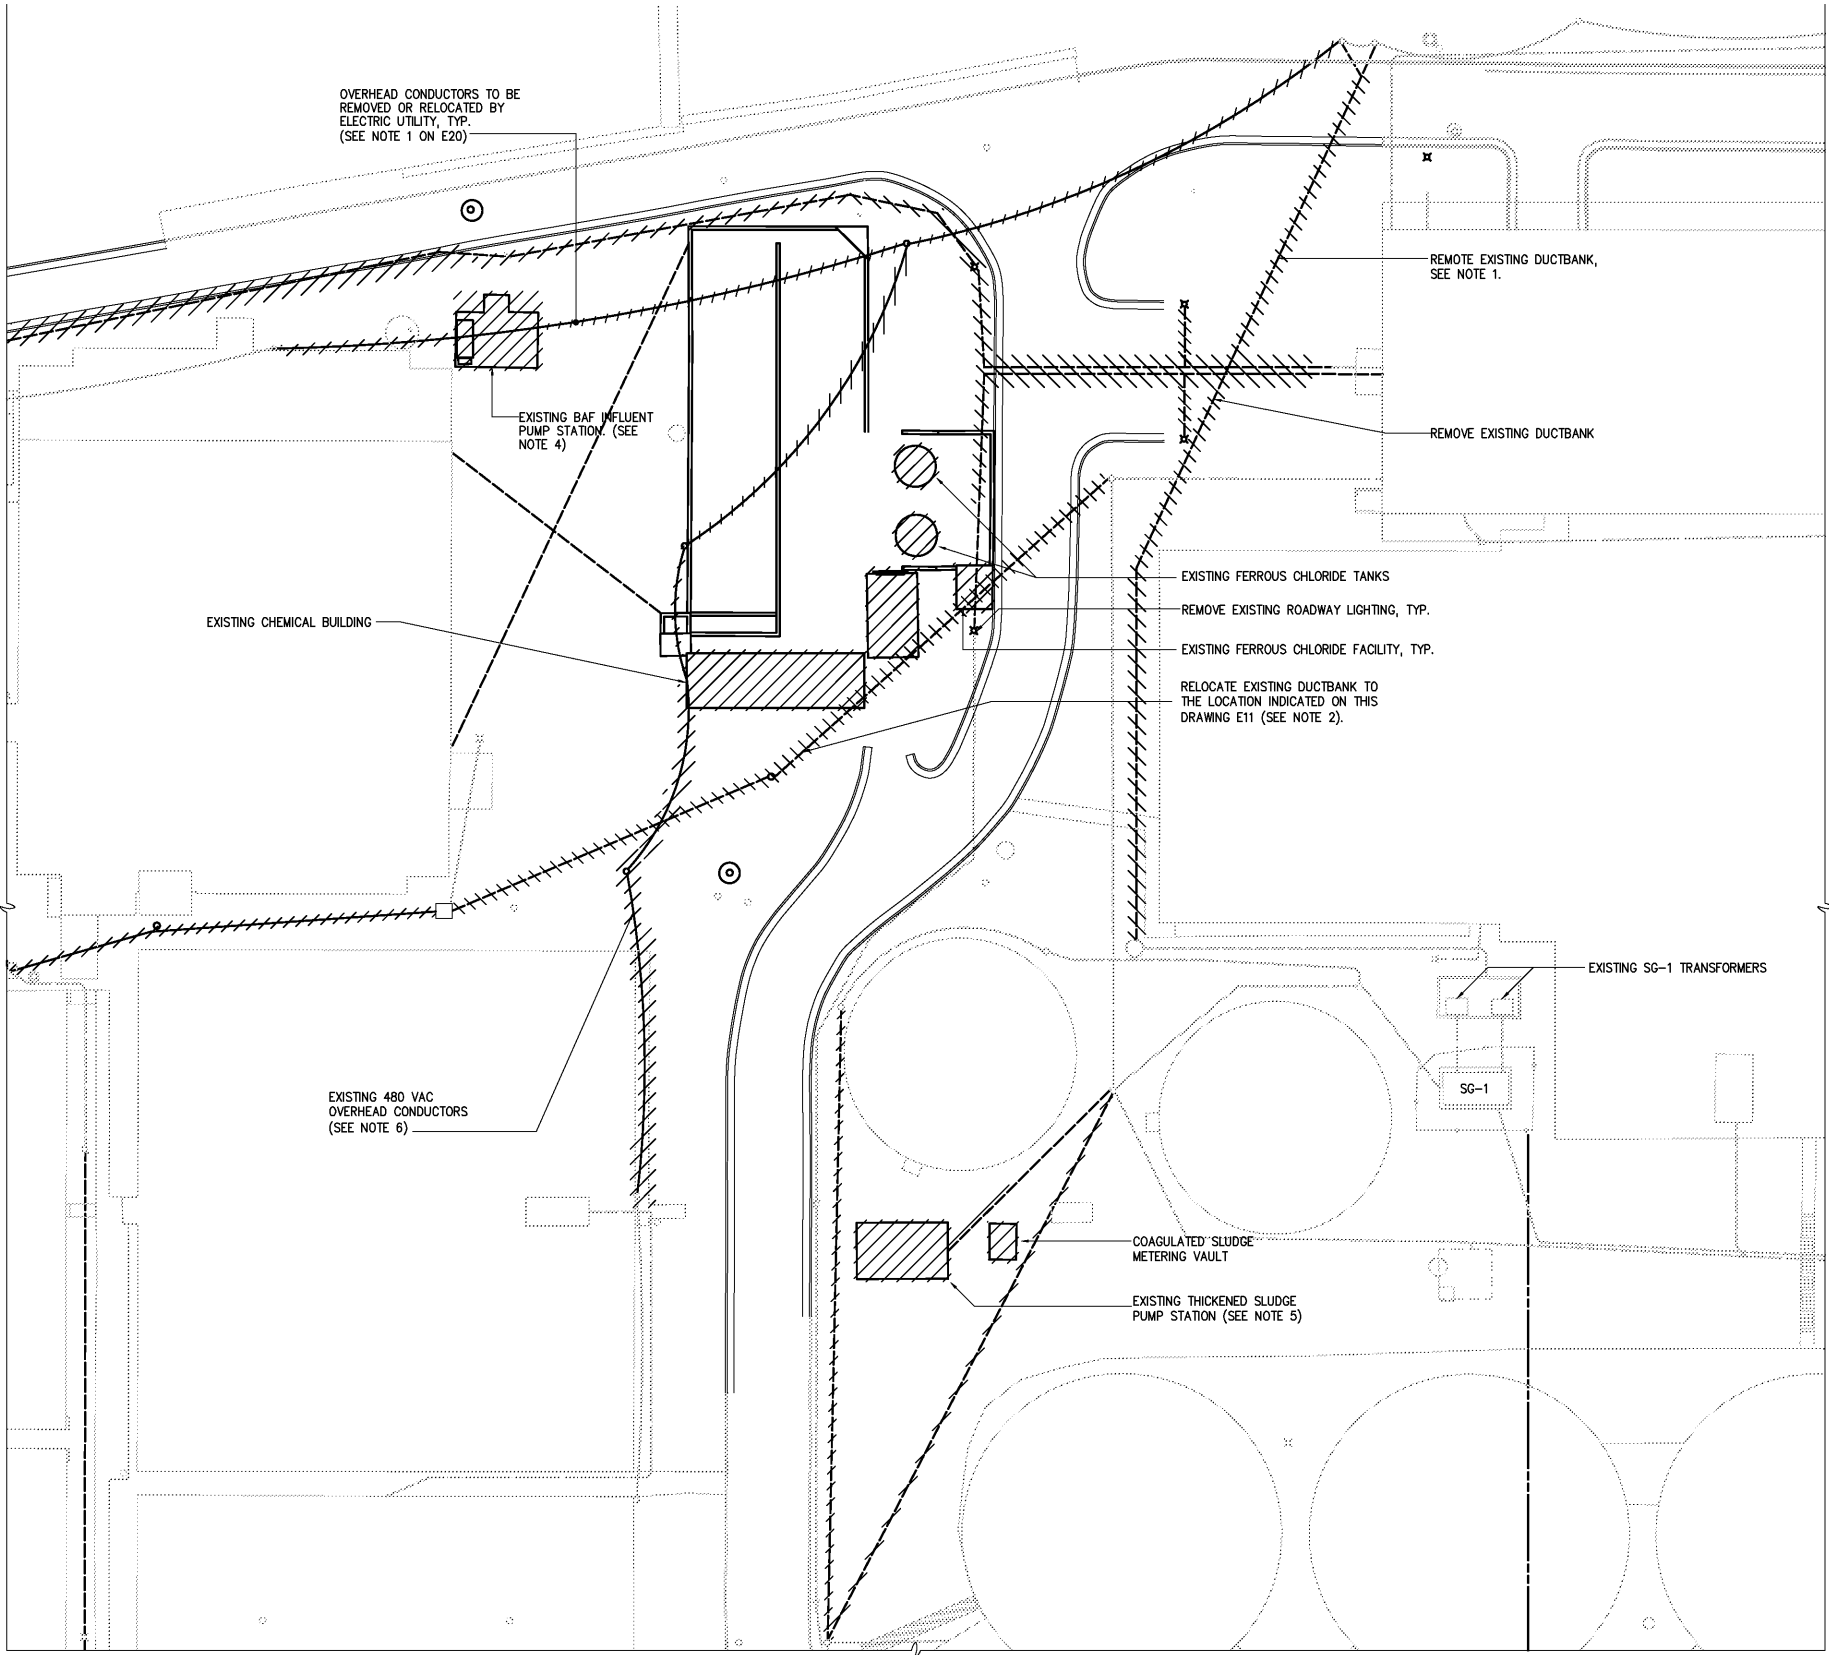 OVERHEAD CONDUCTORS TO BE
REMOVED OR RELOCATED BY
ELECTRIC UTILITY, TYP.
(SEE NOTE 1 ON E20)
REMOTE EXISTING DUCTBANK,
SEE NOTE 1.
EXISTING BAF INFLUENT
PUMP STATION. (SEE
NOTE 4)
REMOVE EXISTING DUCTBANK
EXISTING FERROUS CHLORIDE TANKS
REMOVE EXISTING ROADWAY LIGHTING, TYP.
EXISTING CHEMICAL BUILDING
EXISTING FERROUS CHLORIDE FACILITY, TYP.
RELOCATE EXISTING DUCTBANK TO
THE LOCATION INDICATED ON THIS
DRAWING E11 (SEE NOTE 2).
EXISTING SG-1 TRANSFORMERS
SG-1
EXISTING 480 VAC
OVERHEAD CONDUCTORS
(SEE NOTE 6)
COAGULATED SLUDGE
METERING VAULT
EXISTING THICKENED SLUDGE
PUMP STATION (SEE NOTE 5)